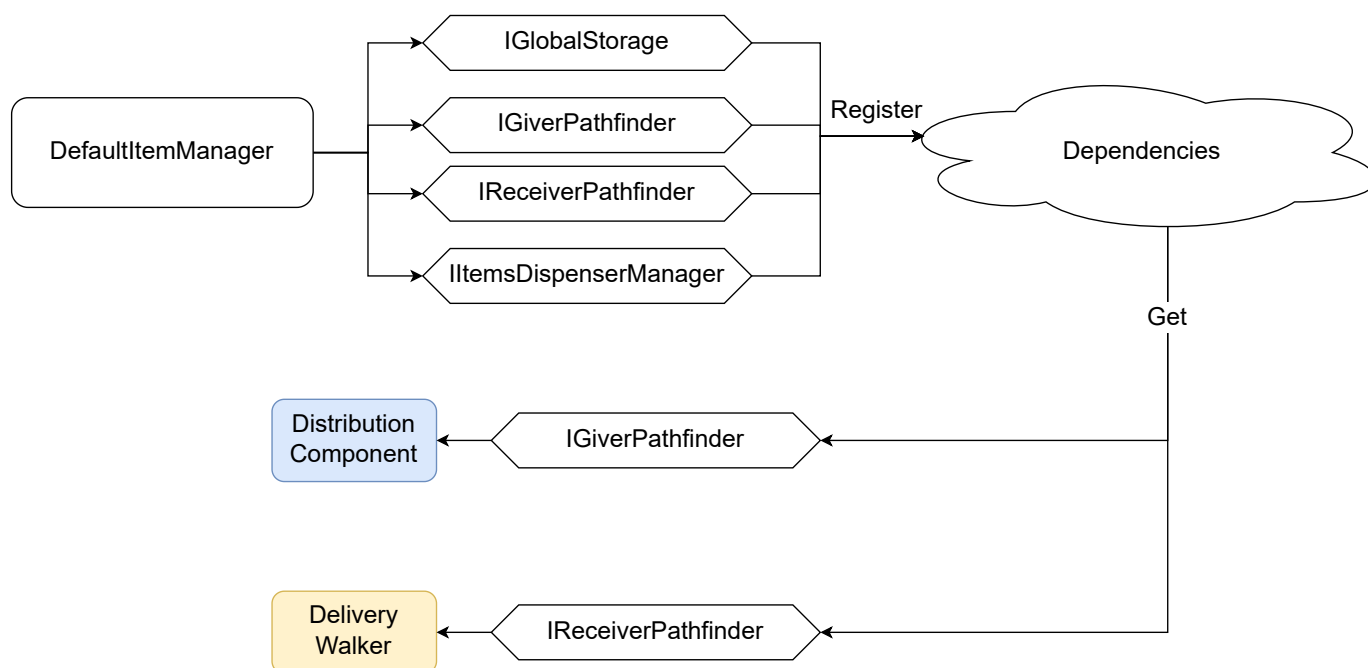 IGlobalStorage
DefaultItemManager
IGiverPathfinder
IReceiverPathfinder
IItemsDispenserManager
Register
Dependencies
Get
Distribution
Component
IGiverPathfinder
Delivery
Walker
IReceiverPathfinder